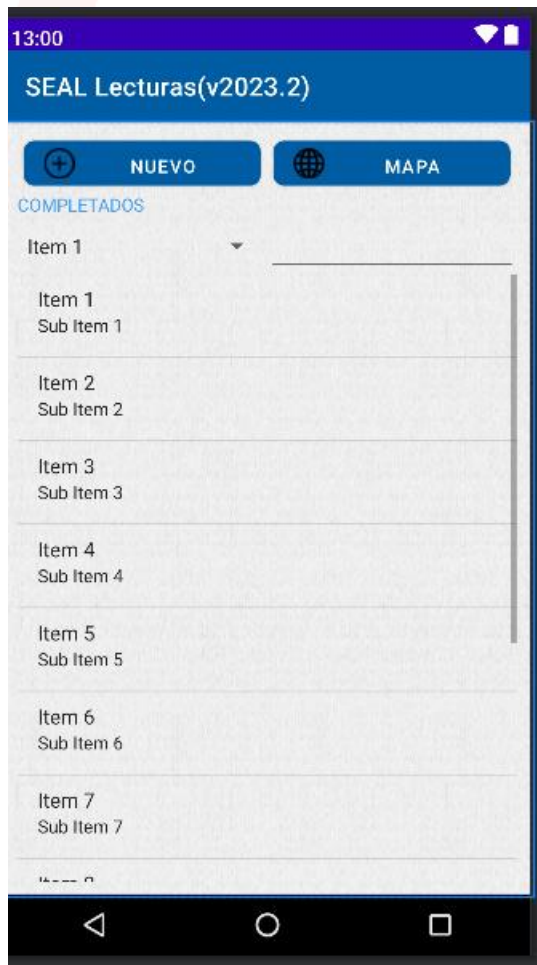 13:00
SEAL Lecturas(v2023.2)
NUEVO MAPA
COMPLETADOS
Item 1
Item 1
Sub Item 1
Item 2
Sub Item 2
Item 3
Sub Item 3
Item 4
Sub Item 4
Item 5
Sub Item 5
Item 6
Sub Item 6
Item 7
Sub Item 7